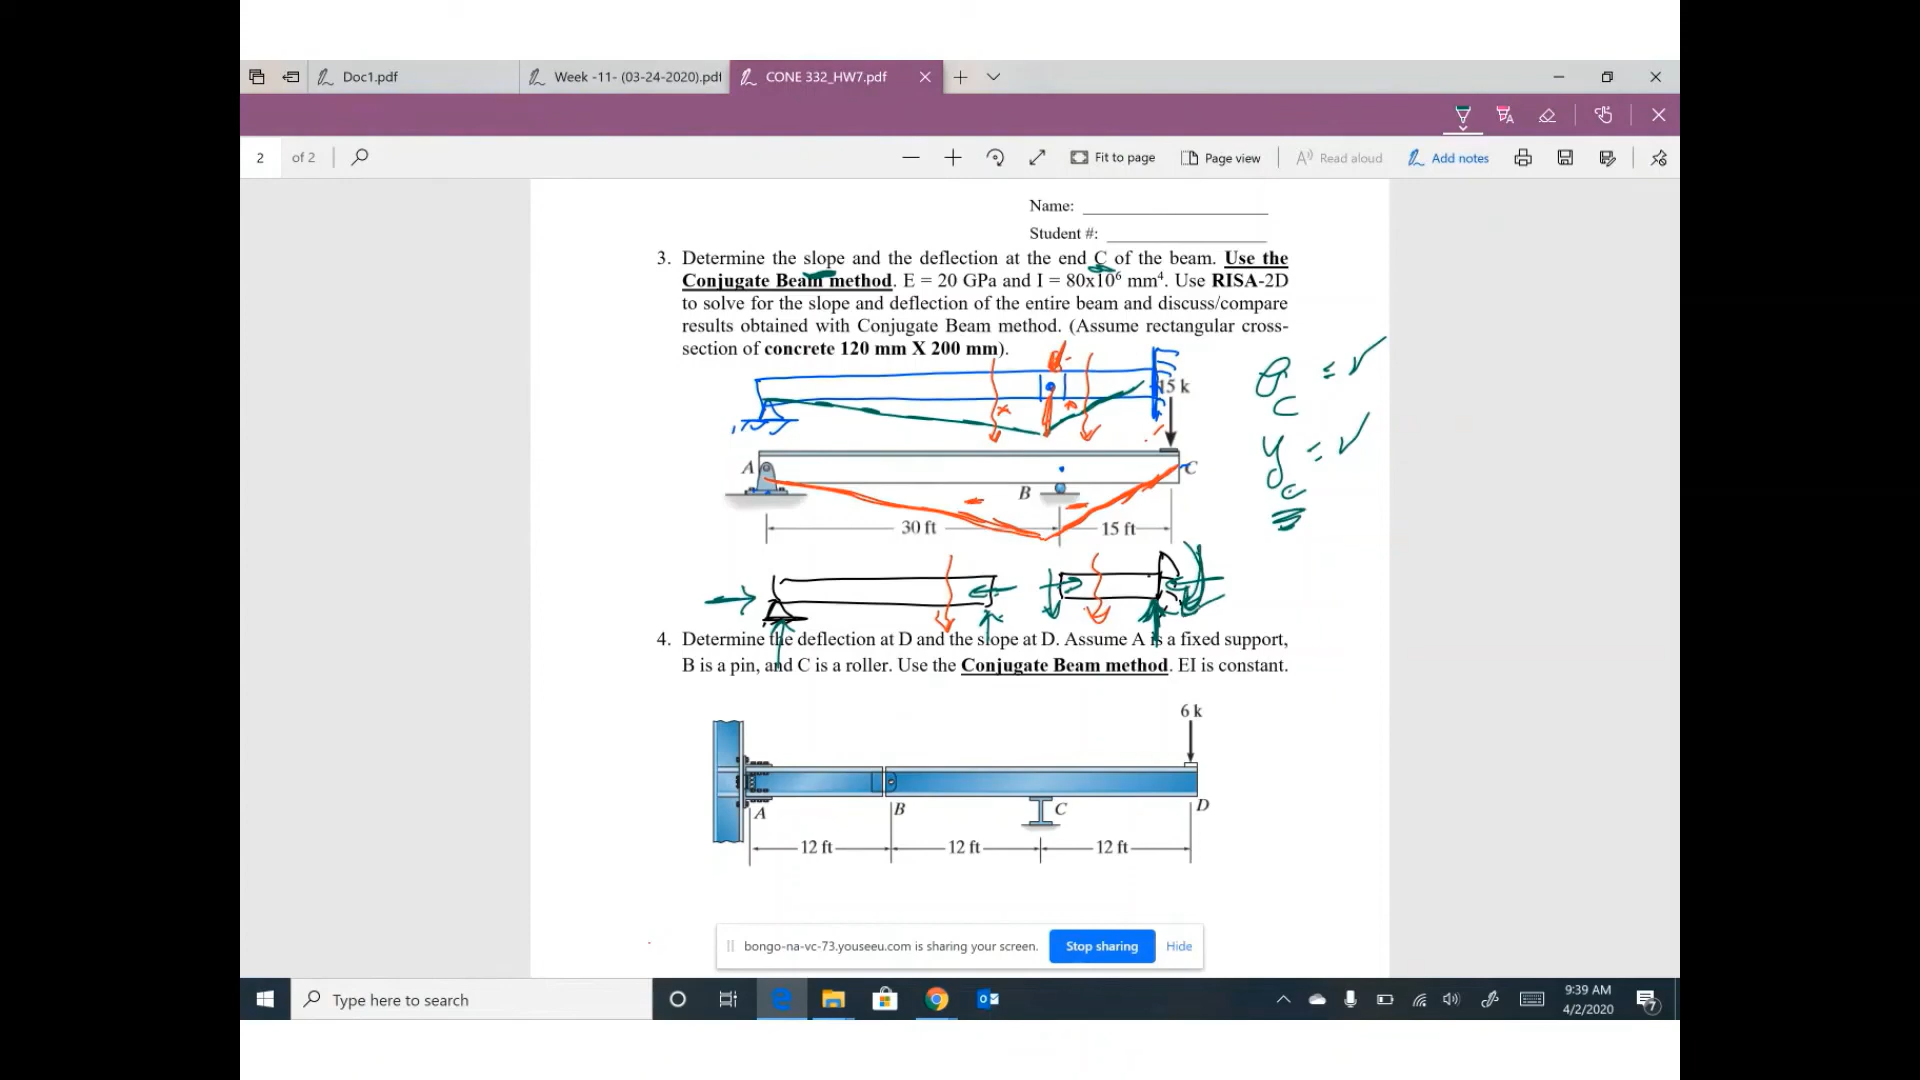 Doc1.pdf
Week -11- (03-24-2020).pdf
CONE 332_HW7.pdf
2 of 2
Fit to page
Page view
Read aloud
Add notes
Name:
Student #:
3. Determine the slope and the deflection at the end C of the beam. Use the
Conjugate Beam method. E = 20 GPa and I = 80x10⁶ mm⁴. Use RISA-2D
to solve for the slope and deflection of the entire beam and discuss/compare
results obtained with Conjugate Beam method. (Assume rectangular cross-
section of concrete 120 mm X 200 mm).
15 k
θC = ✓
yc = ✓
A
B
C
30 ft
15 ft
4. Determine the deflection at D and the slope at D. Assume A is a fixed support,
B is a pin, and C is a roller. Use the Conjugate Beam method. EI is constant.
6 k
A
B
C
D
12 ft
12 ft
12 ft
bongo-na-vc-73.youseeu.com is sharing your screen.
Stop sharing
Hide
Type here to search
9:39 AM
4/2/2020
7